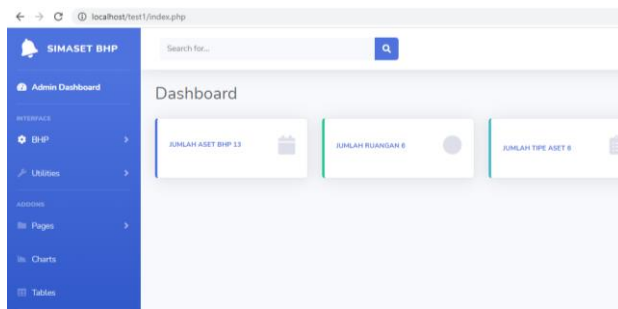 localhost/test1/index.php
SIMASET BHP
Search for...
Admin Dashboard
Dashboard
INTERFACE
BHP
JUMLAH ASET BHP 13
JUMLAH RUANGAN 6
JUMLAH TIPE ASET 6
Utilities
ADDONS
Pages
Charts
Tables